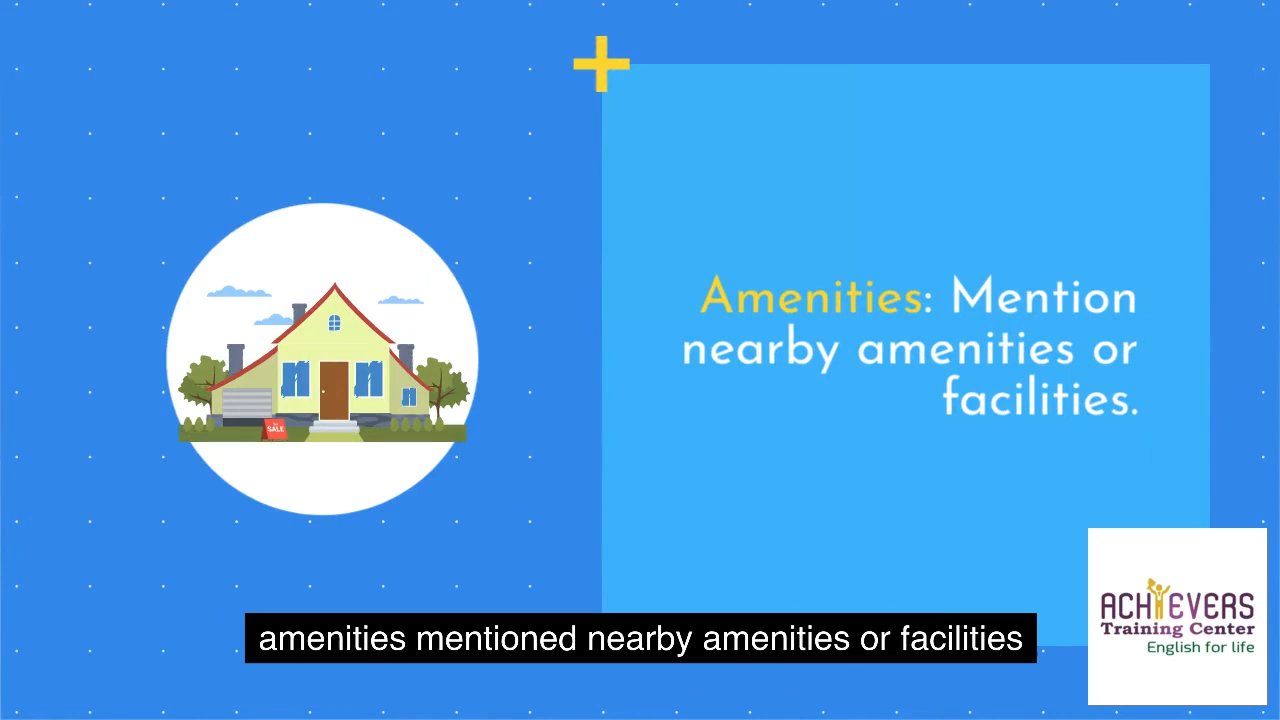 Amenities: Mention
nearby amenities or
facilities.
SALE
amenities mentioned nearby amenities or facilities
ACHIEVERS
Training Center
English for life